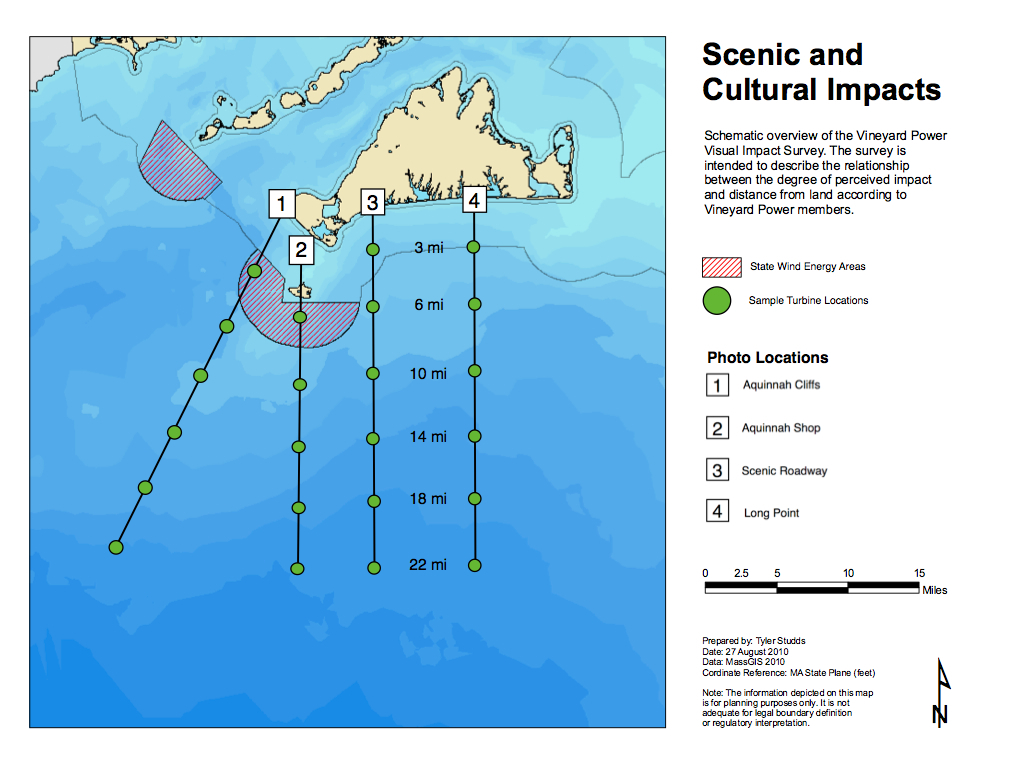 Scenic and
Cultural Impacts
Schematic overview of the Vineyard Power
Visual Impact Survey. The survey is
intended to describe the relationship
between the degree of perceived impact
and distance from land according to
Vineyard Power members.
1
2
3
4
3 mi
6 mi
10 mi
14 mi
18 mi
22 mi
State Wind Energy Areas
Sample Turbine Locations
Photo Locations
1 Aquinnah Cliffs
2 Aquinnah Shop
3 Scenic Roadway
4 Long Point
0 2.5 5 10 15
Miles
Prepared by: Tyler Studds
Date: 27 August 2010
Data: MassGIS 2010
Cordinate Reference: MA State Plane (feet)
Note: The information depicted on this map
is for planning purposes only. It is not
adequate for legal boundary definition
or regulatory interpretation.
N